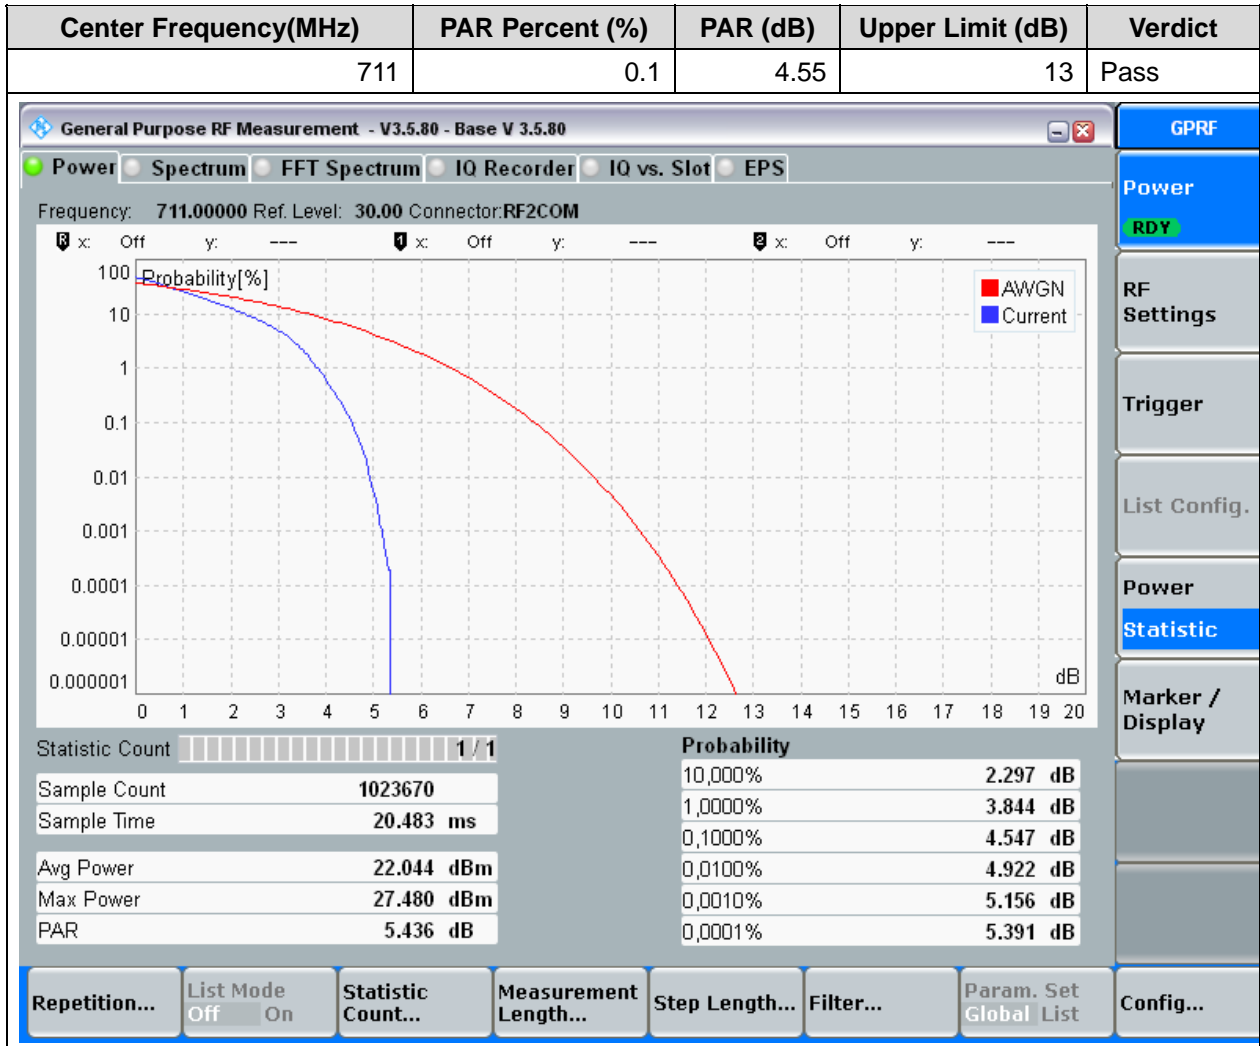 Center Frequency(MHz) PAR Percent (%) PAR (dB) Upper Limit (dB) Verdict
711 0.1 4.55 13 Pass
General Purpose RF Measurement - V3.5.80 - Base V 3.5.80
GPRF
Power Spectrum FFT Spectrum IQ Recorder IQ vs. Slot EPS
Power
RDY
Frequency: 711.00000 Ref. Level: 30.00 Connector:RF2COM
R x: Off y: --- 1 x: Off y: --- 2 x: Off y: ---
Probability[%]
AWGN
Current
100
10
1
0.1
0.01
0.001
0.0001
0.00001
0.000001
dB
0 1 2 3 4 5 6 7 8 9 10 11 12 13 14 15 16 17 18 19 20
RF
Settings
Trigger
List Config.
Power
Statistic
Marker /
Display
Statistic Count 1 / 1
Sample Count 1023670
Sample Time 20.483 ms
Avg Power 22.044 dBm
Max Power 27.480 dBm
PAR 5.436 dB
Probability
10,000% 2.297 dB
1,0000% 3.844 dB
0,1000% 4.547 dB
0,0100% 4.922 dB
0,0010% 5.156 dB
0,0001% 5.391 dB
Repetition...
List Mode
Off On
Statistic
Count...
Measurement
Length...
Step Length...
Filter...
Param. Set
Global List
Config...